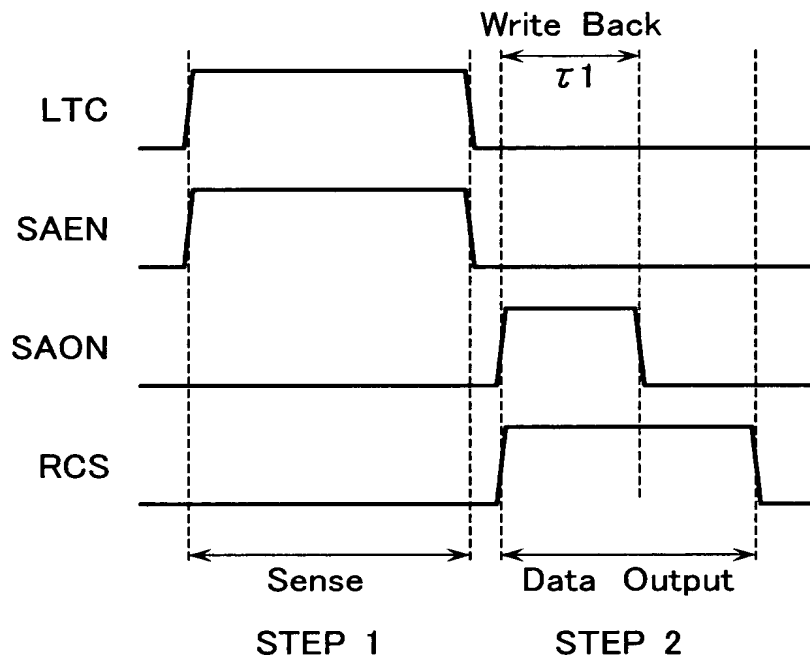 Write Back
τ1
LTC
SAEN
SAON
RCS
Sense
Data Output
STEP 1
STEP 2